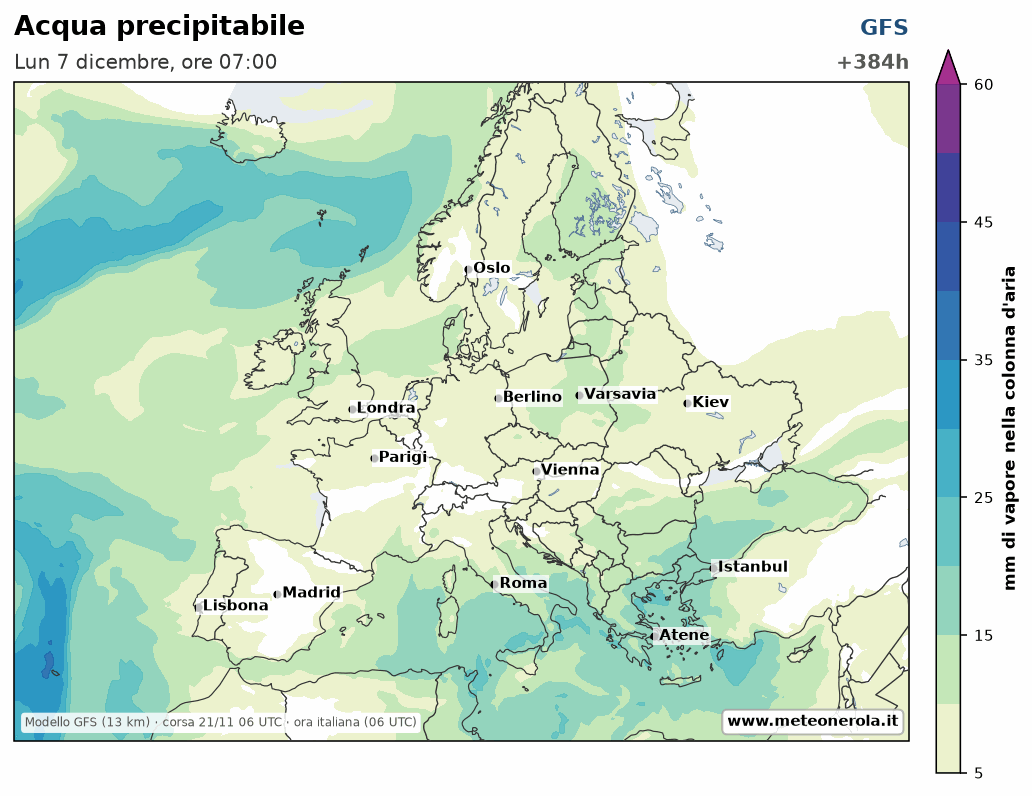 Acqua precipitabile
GFS
Lun 7 dicembre, ore 07:00
+384h
60
45
35
25
15
5
mm di vapore nella colonna d'aria
Oslo
Berlino
Varsavia
Kiev
Londra
Parigi
Vienna
Istanbul
Roma
Madrid
Lisbona
Atene
Modello GFS (13 km) · corsa 21/11 06 UTC · ora italiana (06 UTC)
www.meteonerola.it